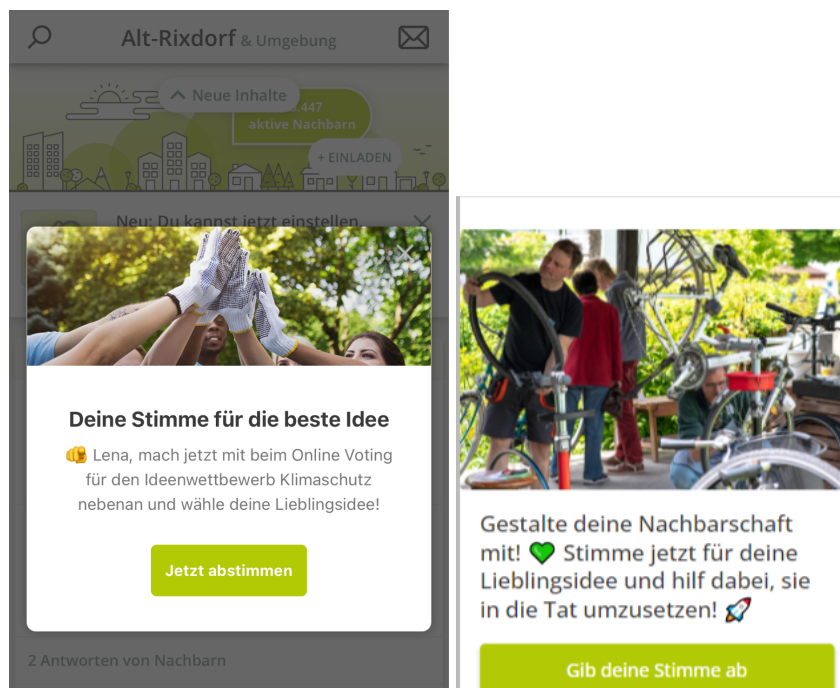 Alt-Rixdorf & Umgebung
Neue Inhalte
.447
aktive Nachbarn
+ EINLADEN
Neu: Du kannst jetzt einstellen,
Deine Stimme für die beste Idee
🫵 Lena, mach jetzt mit beim Online Voting
für den Ideenwettbewerb Klimaschutz
nebenan und wähle deine Lieblingsidee!
Jetzt abstimmen
2 Antworten von Nachbarn
Gestalte deine Nachbarschaft
mit! 💚 Stimme jetzt für deine
Lieblingsidee und hilf dabei, sie
in die Tat umzusetzen! 🚀
Gib deine Stimme ab